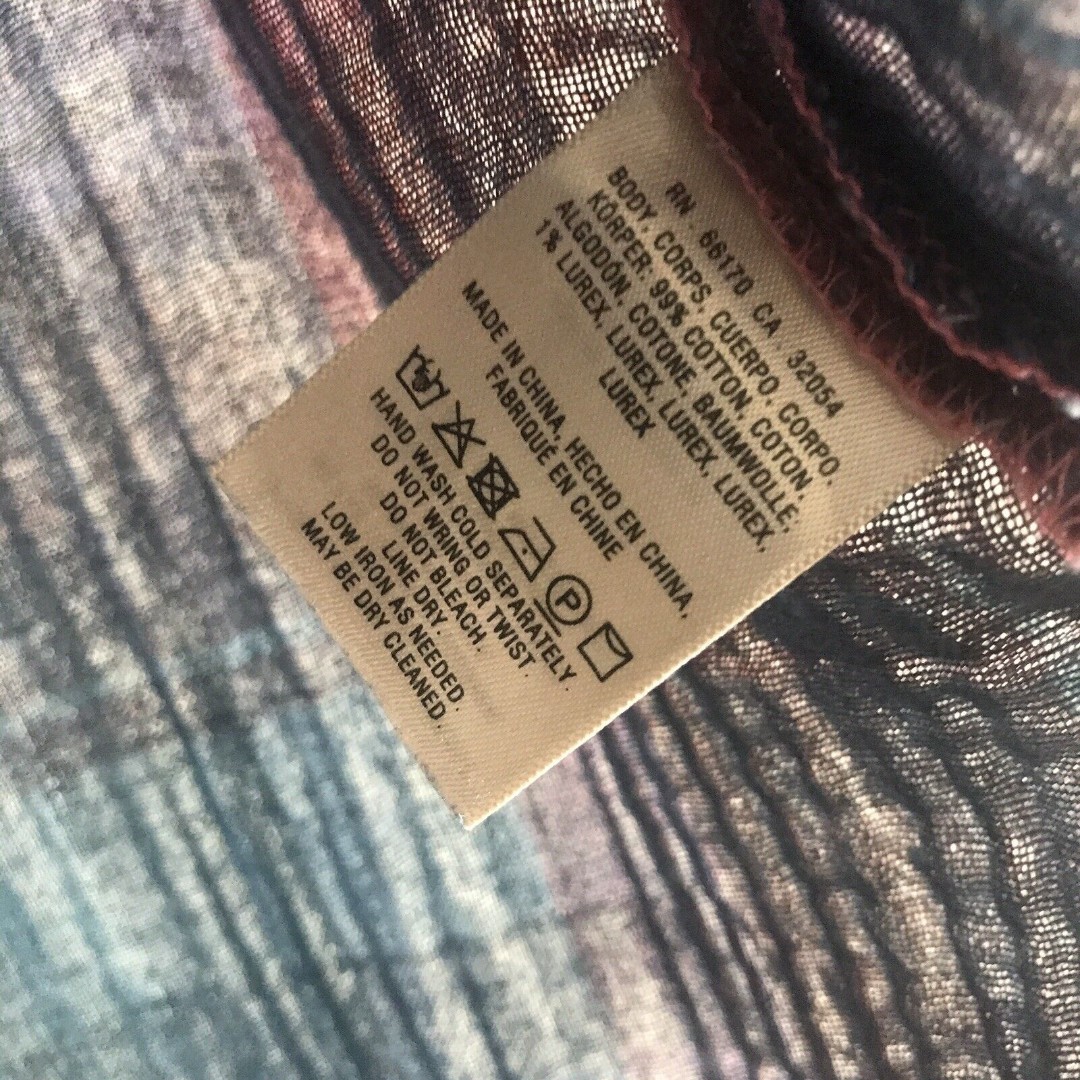 RN. 66170 CA. 32054
BODY, CORPS, CUERPO, CORPO,
KÖRPER: 99% COTTON, COTON,
ALGODÓN, COTONE, BAUMWOLLE.
1% LUREX, LUREX, LUREX, LUREX,
LUREX
MADE IN CHINA, HECHO EN CHINA,
FABRIQUÉ EN CHINE
P
HAND WASH COLD SEPARATELY.
DO NOT WRING OR TWIST.
DO NOT BLEACH.
LINE DRY.
LOW IRON AS NEEDED.
MAY BE DRY CLEANED.